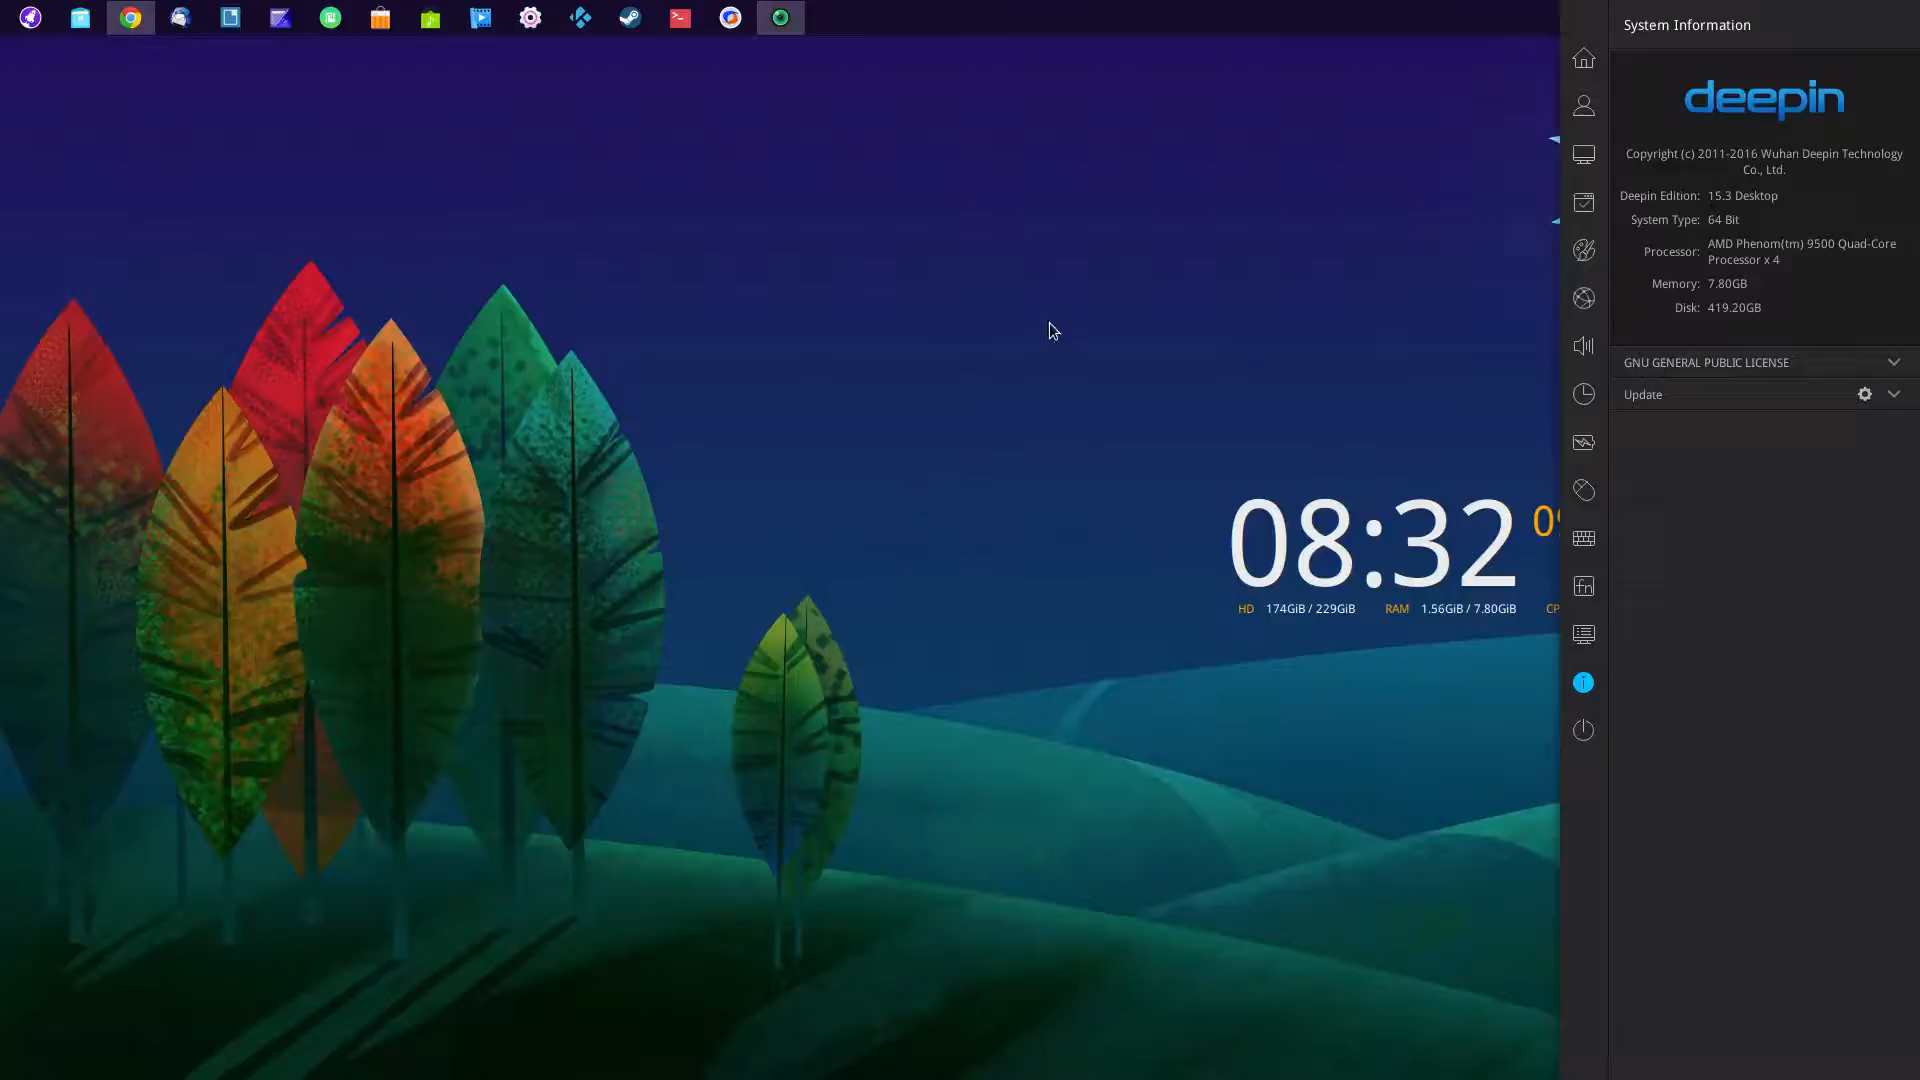 System Information
deepin
Copyright (c) 2011-2016 Wuhan Deepin Technology
Co., Ltd.
Deepin Edition: 15.3 Desktop
System Type: 64 Bit
Processor: AMD Phenom(tm) 9500 Quad-Core
Processor x 4
Memory: 7.80GB
Disk: 419.20GB
GNU GENERAL PUBLIC LICENSE
Update
fn
08:32
HD 174GiB / 229GiB RAM 1.56GiB / 7.80GiB CP